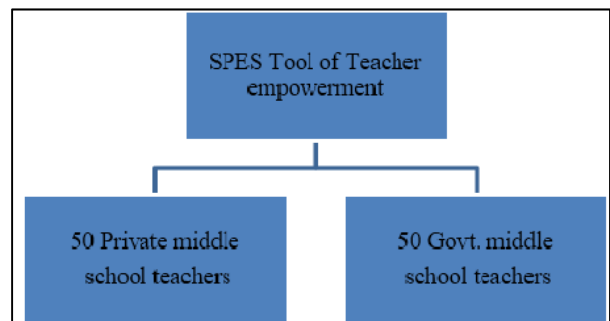 SPES Tool of Teacher
empowerment
50 Private middle
school teachers
50 Govt. middle
school teachers